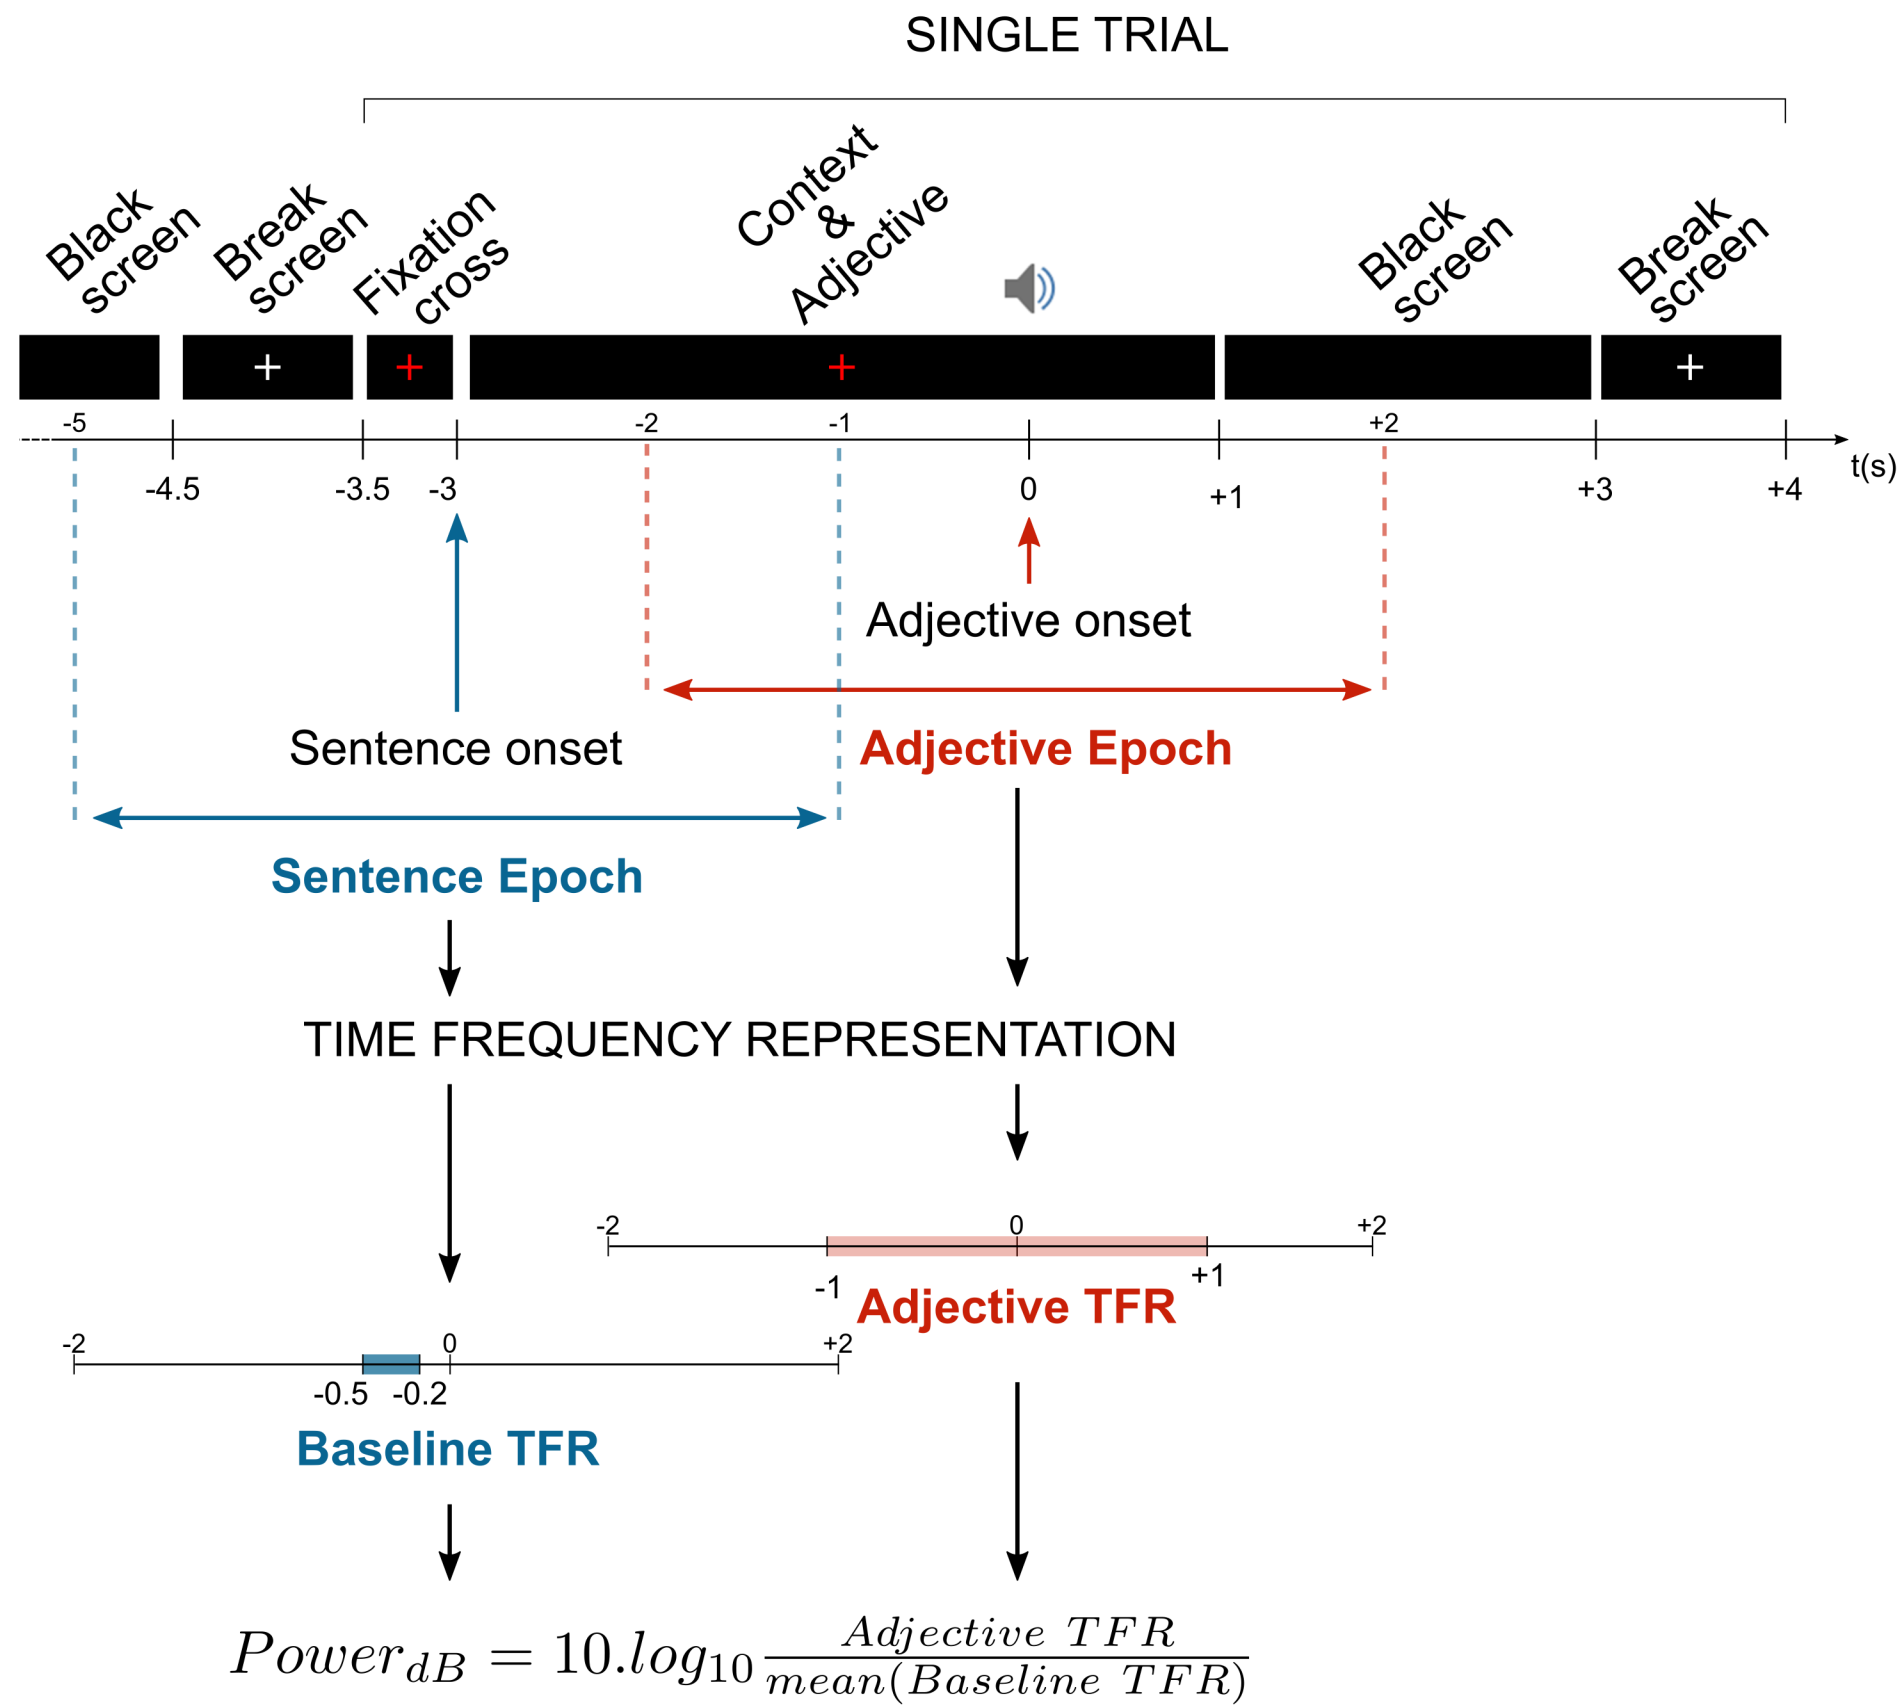 SINGLE TRIAL
Black
screen
Break
screen
Fixation
cross
Context
&
Adjective
Black
screen
Break
screen
-5 -2 -1 +2
-4.5 -3.5 -3 0 +1 +3 +4 t(s)
Adjective onset
Sentence onset
Adjective Epoch
Sentence Epoch
TIME FREQUENCY REPRESENTATION
-2 0 +2
-1 +1
Adjective TFR
-2 0 +2
-0.5 -0.2
Baseline TFR
Power_dB = 10.log_10 Adjective TFR
mean(Baseline TFR)